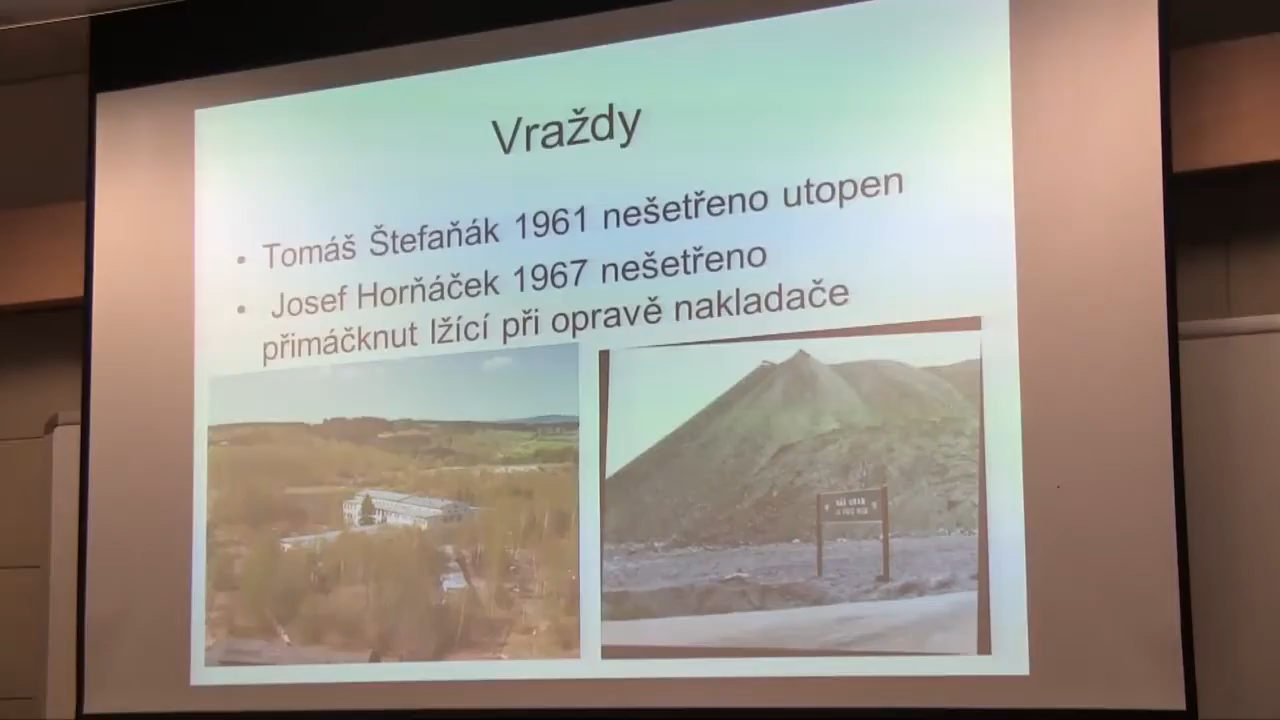 Vraždy
• Tomáš Štefaňák 1961 nešetřeno utopen
• Josef Horňáček 1967 nešetřeno
přimáčknut lžící při opravě nakladače